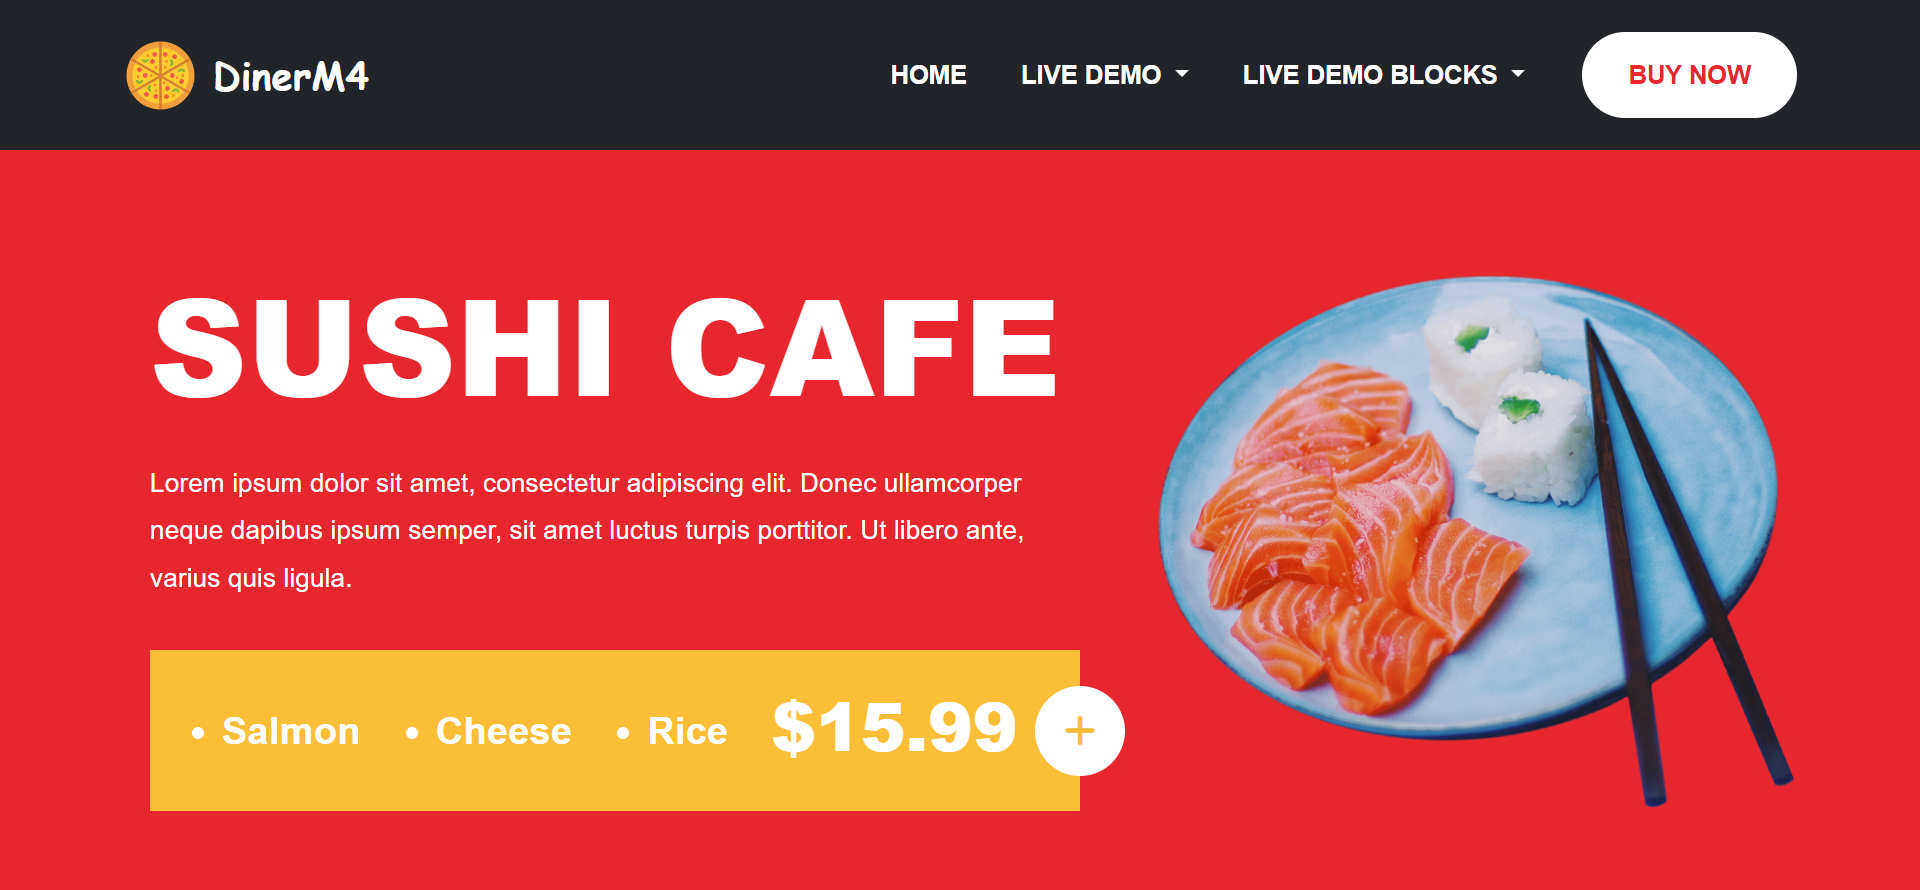 DinerM4
HOME LIVE DEMO LIVE DEMO BLOCKS BUY NOW
SUSHI CAFE
Lorem ipsum dolor sit amet, consectetur adipiscing elit. Donec ullamcorper
neque dapibus ipsum semper, sit amet luctus turpis porttitor. Ut libero ante,
varius quis ligula.
• Salmon • Cheese • Rice $15.99 +